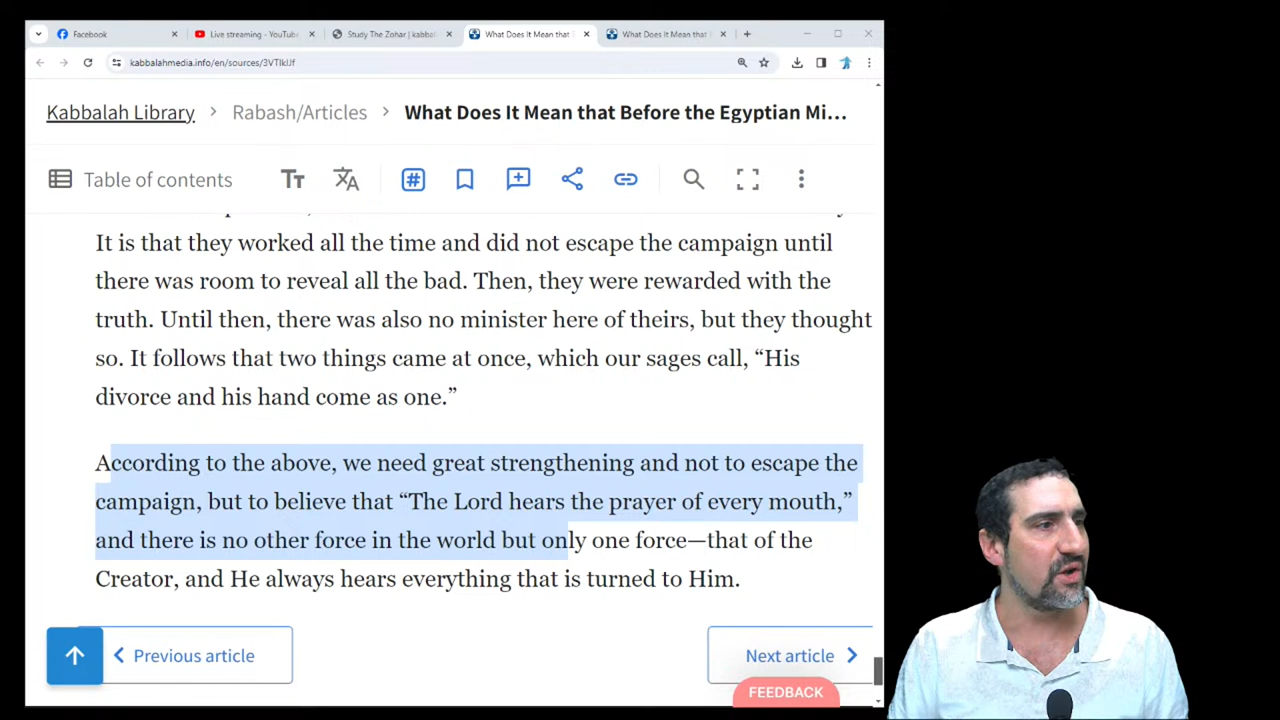 Facebook
Live streaming - YouTube
Study The Zohar | kabbal
What Does It Mean that
What Does It Mean that
kabbalahmedia.info/en/sources/3VTlklJf
Kabbalah Library > Rabash/Articles > What Does It Mean that Before the Egyptian Mi...
Table of contents
It is that they worked all the time and did not escape the campaign until
there was room to reveal all the bad. Then, they were rewarded with the
truth. Until then, there was also no minister here of theirs, but they thought
so. It follows that two things came at once, which our sages call, “His
divorce and his hand come as one.”
According to the above, we need great strengthening and not to escape the
campaign, but to believe that “The Lord hears the prayer of every mouth,”
and there is no other force in the world but only one force—that of the
Creator, and He always hears everything that is turned to Him.
Previous article
Next article
FEEDBACK